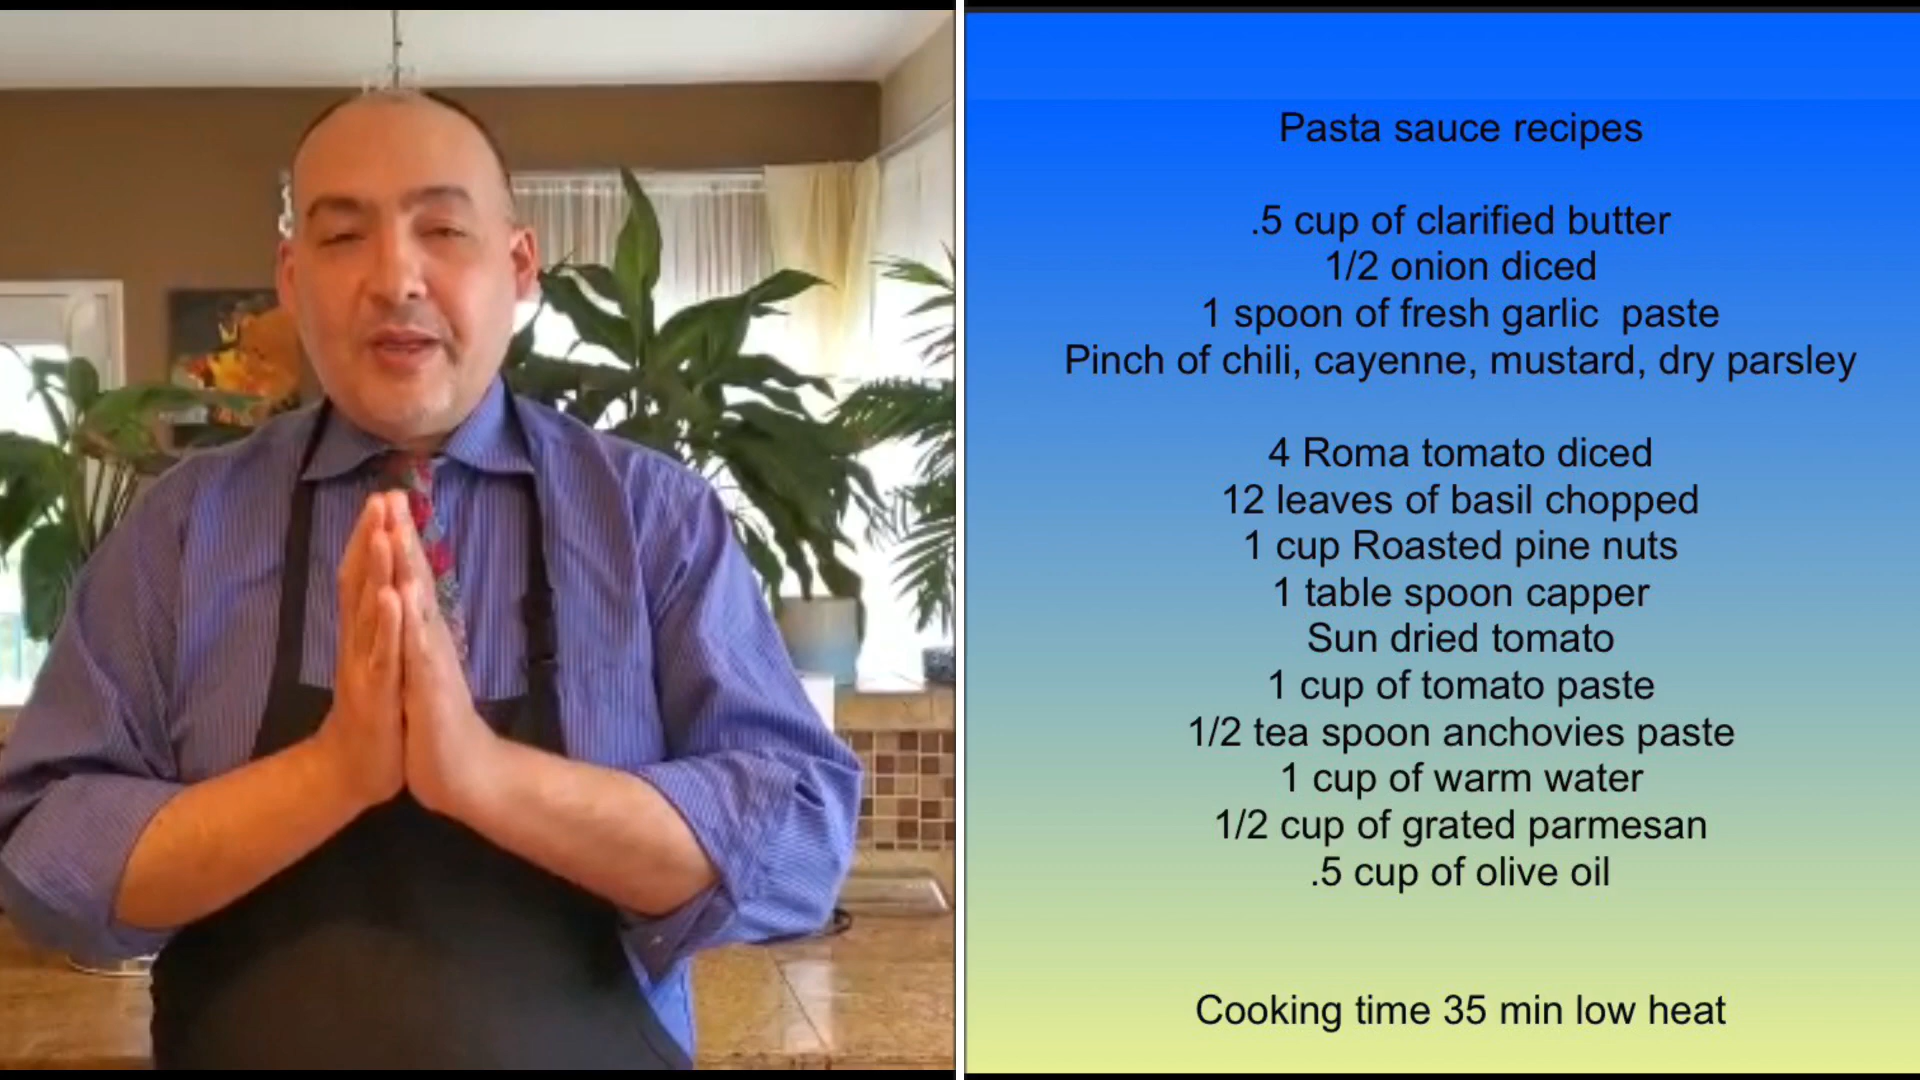 Pasta sauce recipes
.5 cup of clarified butter
1/2 onion diced
1 spoon of fresh garlic  paste
Pinch of chili, cayenne, mustard, dry parsley
4 Roma tomato diced
12 leaves of basil chopped
1 cup Roasted pine nuts
1 table spoon capper
Sun dried tomato
1 cup of tomato paste
1/2 tea spoon anchovies paste
1 cup of warm water
1/2 cup of grated parmesan
.5 cup of olive oil
Cooking time 35 min low heat